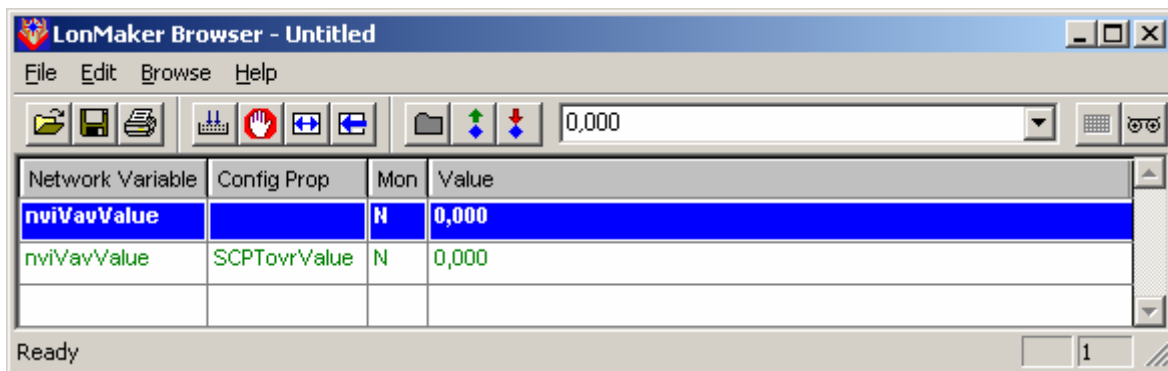 LonMaker Browser - Untitled
File Edit Browse Help
0,000
Network Variable Config Prop Mon Value
nviVavValue N 0,000
nviVavValue SCPTovrValue N 0,000
Ready 1